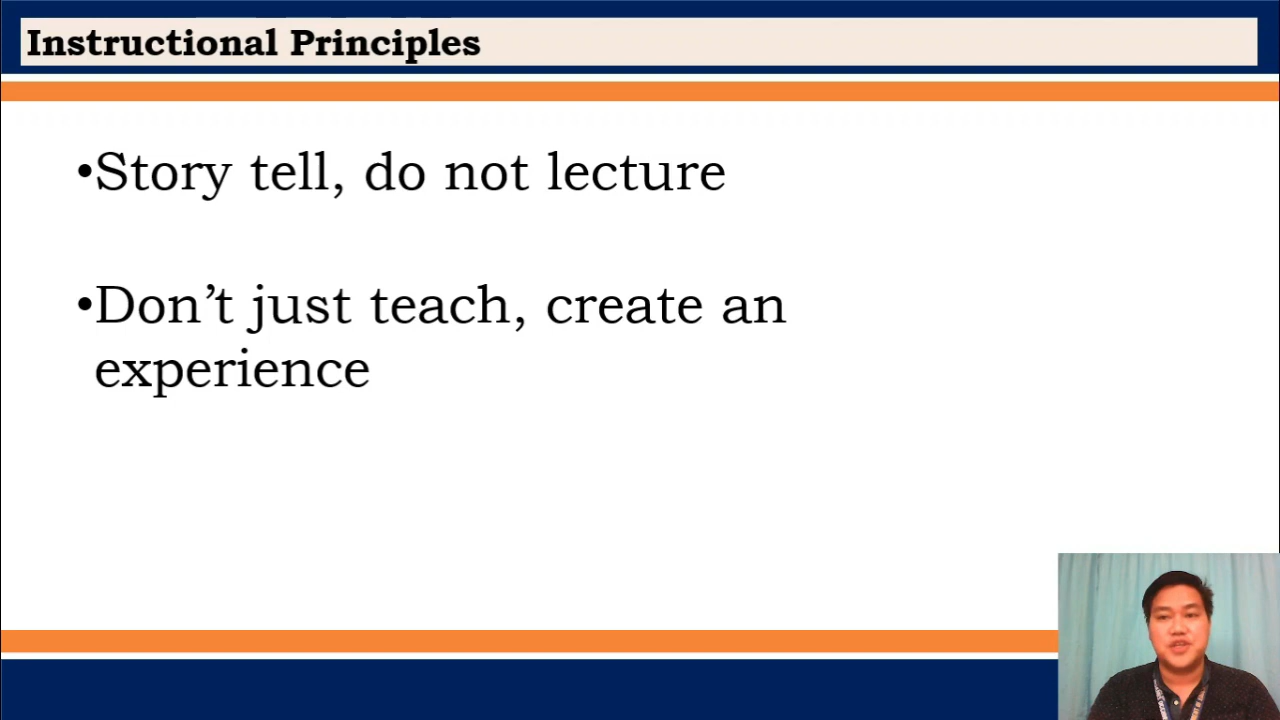 Instructional Principles
•Story tell, do not lecture
•Don’t just teach, create an
experience